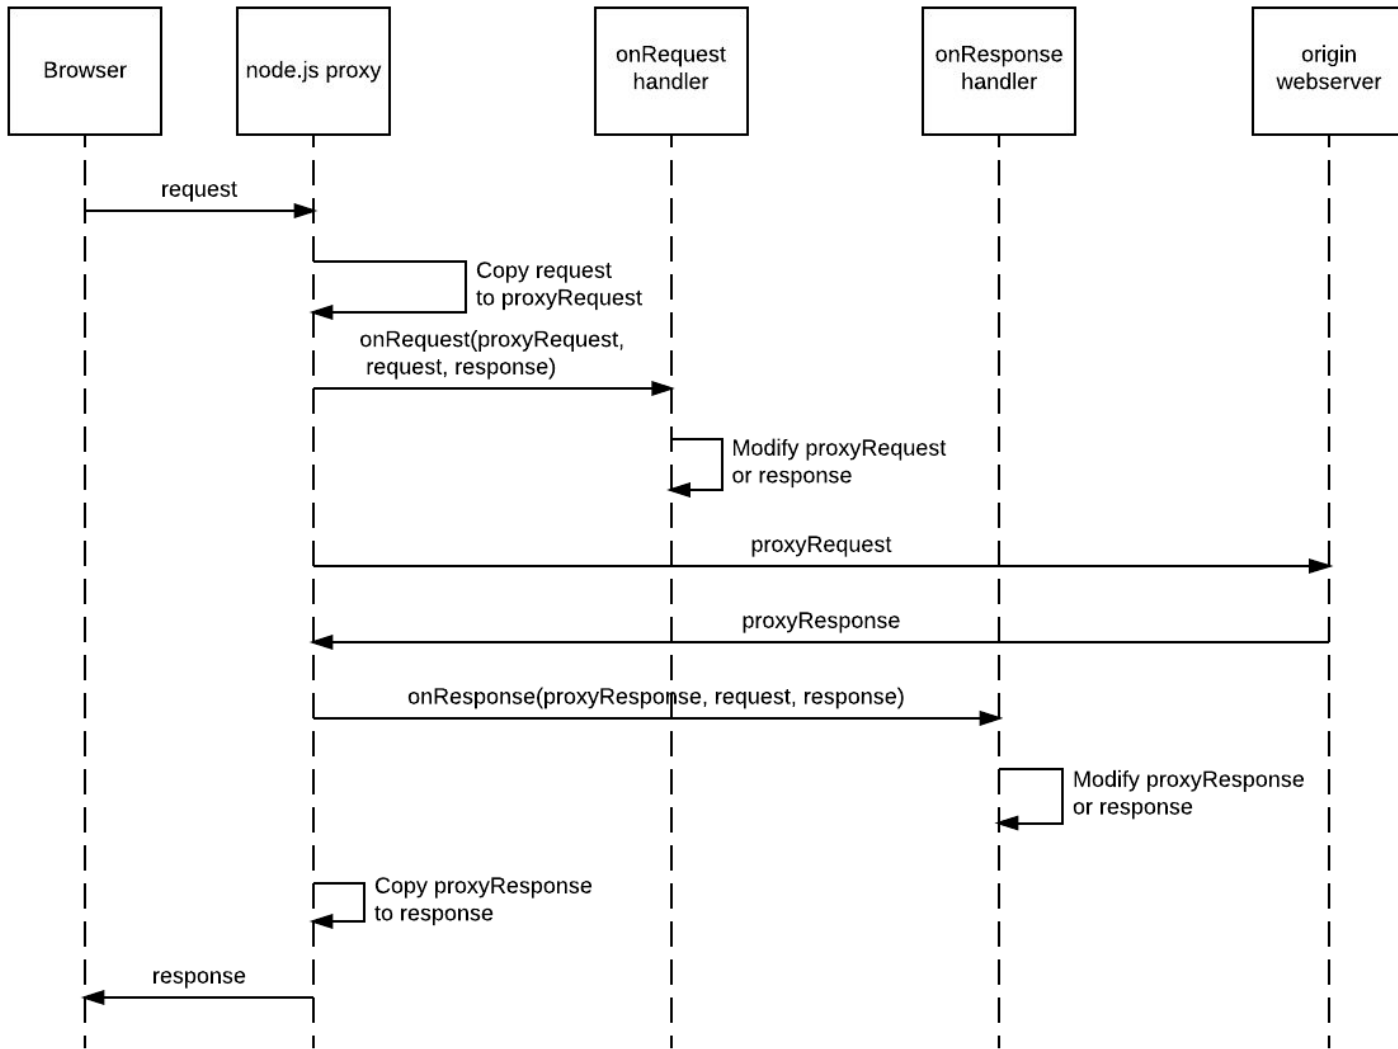 Browser
node.js proxy
onRequest
handler
onResponse
handler
origin
webserver
request
Copy request
to proxyRequest
onRequest(proxyRequest,
request, response)
Modify proxyRequest
or response
proxyRequest
proxyResponse
onResponse(proxyResponse, request, response)
Modify proxyResponse
or response
Copy proxyResponse
to response
response